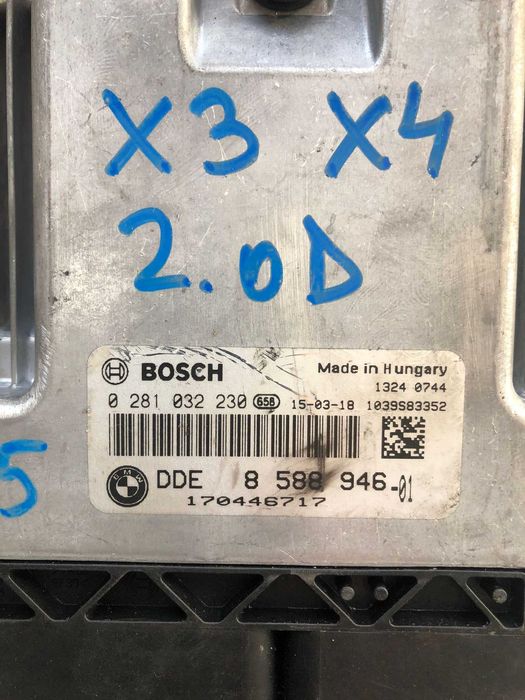 X3 X4
2.0D
BOSCH Made in Hungary
1324 0744
0 281 032 230 658 15-03-18 1039S83352
5
BMW DDE 8 588 946-01
170446717